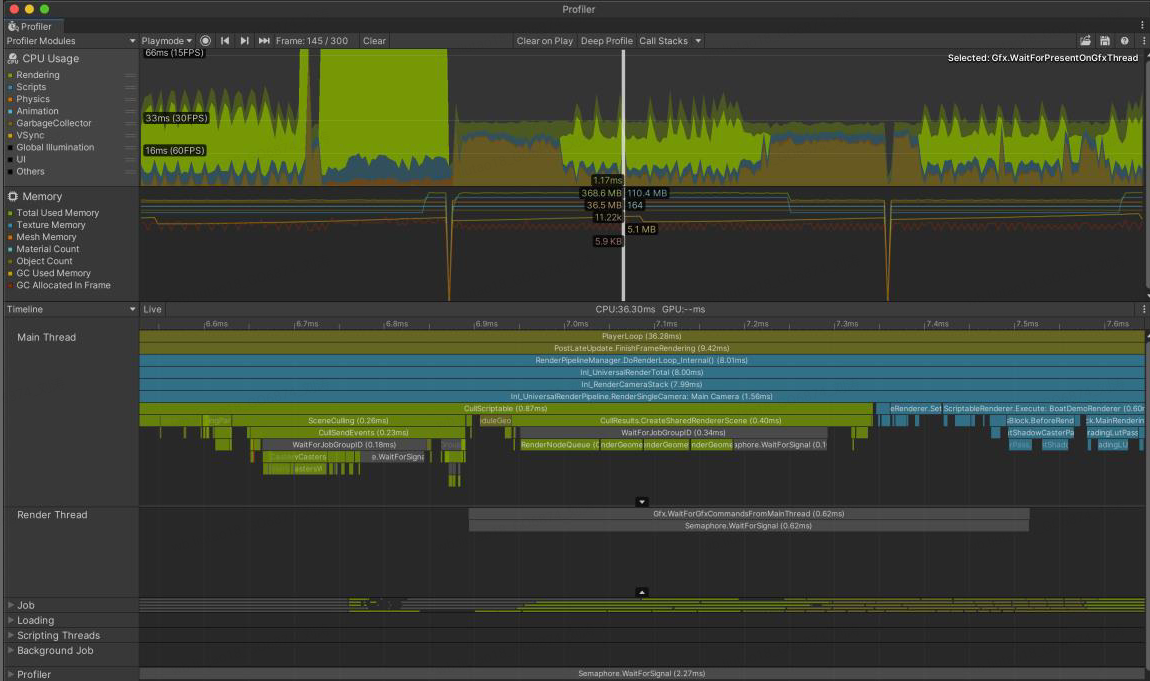 Profiler
Profiler
Profiler Modules
Playmode
Frame: 145 / 300
Clear
Clear on Play
Deep Profile
Call Stacks
CPU Usage
Rendering
Scripts
Physics
Animation
GarbageCollector
VSync
Global Illumination
UI
Others
66ms (15FPS)
33ms (30FPS)
16ms (60FPS)
Selected: Gfx.WaitForPresentOnGfxThread
1.17ms
Memory
Total Used Memory
Texture Memory
Mesh Memory
Material Count
Object Count
GC Used Memory
GC Allocated In Frame
368.6 MB
110.4 MB
36.5 MB
164
11.22k
5.1 MB
5.9 KB
Timeline
Live
CPU:36.30ms GPU:--ms
6.6ms
6.7ms
6.8ms
6.9ms
7.0ms
7.1ms
7.2ms
7.3ms
7.4ms
7.5ms
7.6ms
Main Thread
PlayerLoop (36.28ms)
PostLateUpdate.FinishFrameRendering (9.42ms)
RenderPipelineManager.DoRenderLoop_Internal() (8.01ms)
Inl_UniversalRenderTotal (8.00ms)
Inl_RenderCameraStack (7.99ms)
Inl_UniversalRenderPipeline.RenderSingleCamera: Main Camera (1.56ms)
CullScriptable (0.87ms)
eRenderer.Set
ScriptableRenderer.Execute: BoatDemoRenderer (0.60m
SceneCulling (0.26ms)
duleGeo
CullResults.CreateSharedRendererScene (0.40ms)
Block.BeforeRend
ck.MainRenderin
CullSendEvents (0.23ms)
WaitForJobGroupID (0.34ms)
tShadowCasterPa
radingLutPass
WaitForJobGroupID (0.18ms)
RenderNodeQueue (0
nderGeome
nderGeome
nderGeome
aphore.WaitForSignal (0.1
adingLu
e.WaitForSigna
Render Thread
Gfx.WaitForGfxCommandsFromMainThread (0.62ms)
Semaphore.WaitForSignal (0.62ms)
Job
Loading
Scripting Threads
Background Job
Profiler
Semaphore.WaitForSignal (2.27ms)